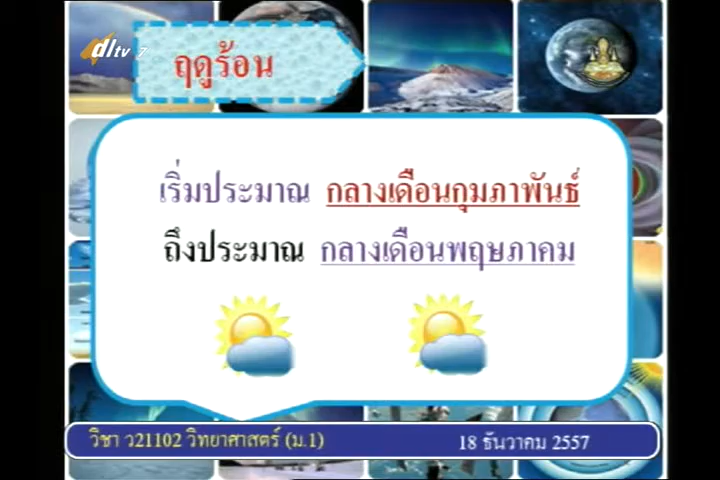 dltv 7
ฤดูร้อน
เริ่มประมาณ กลางเดือนกุมภาพันธ์
ถึงประมาณ กลางเดือนพฤษภาคม
วิชา ว21102 วิทยาศาสตร์ (ม.1) 18 ธันวาคม 2557